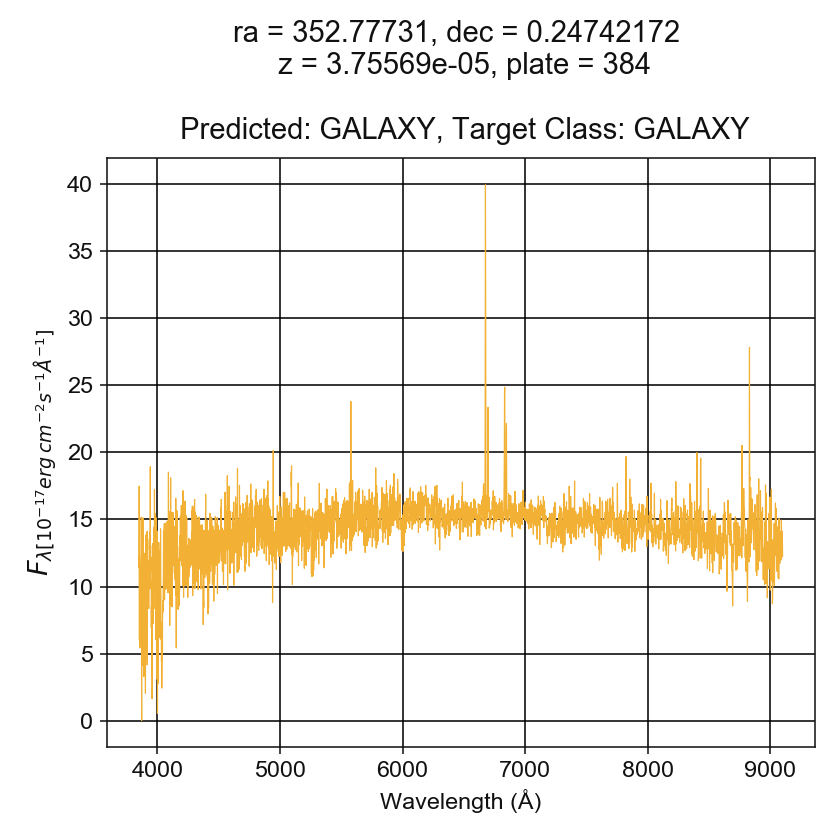 ra = 352.77731, dec = 0.24742172
z = 3.75569e-05, plate = 384
Predicted: GALAXY, Target Class: GALAXY
40
35
30
25
20
15
10
5
0
F_{λ[10^{−17} erg cm^{−2} s^{−1} Å^{−1}]}
4000 5000 6000 7000 8000 9000
Wavelength (Å)